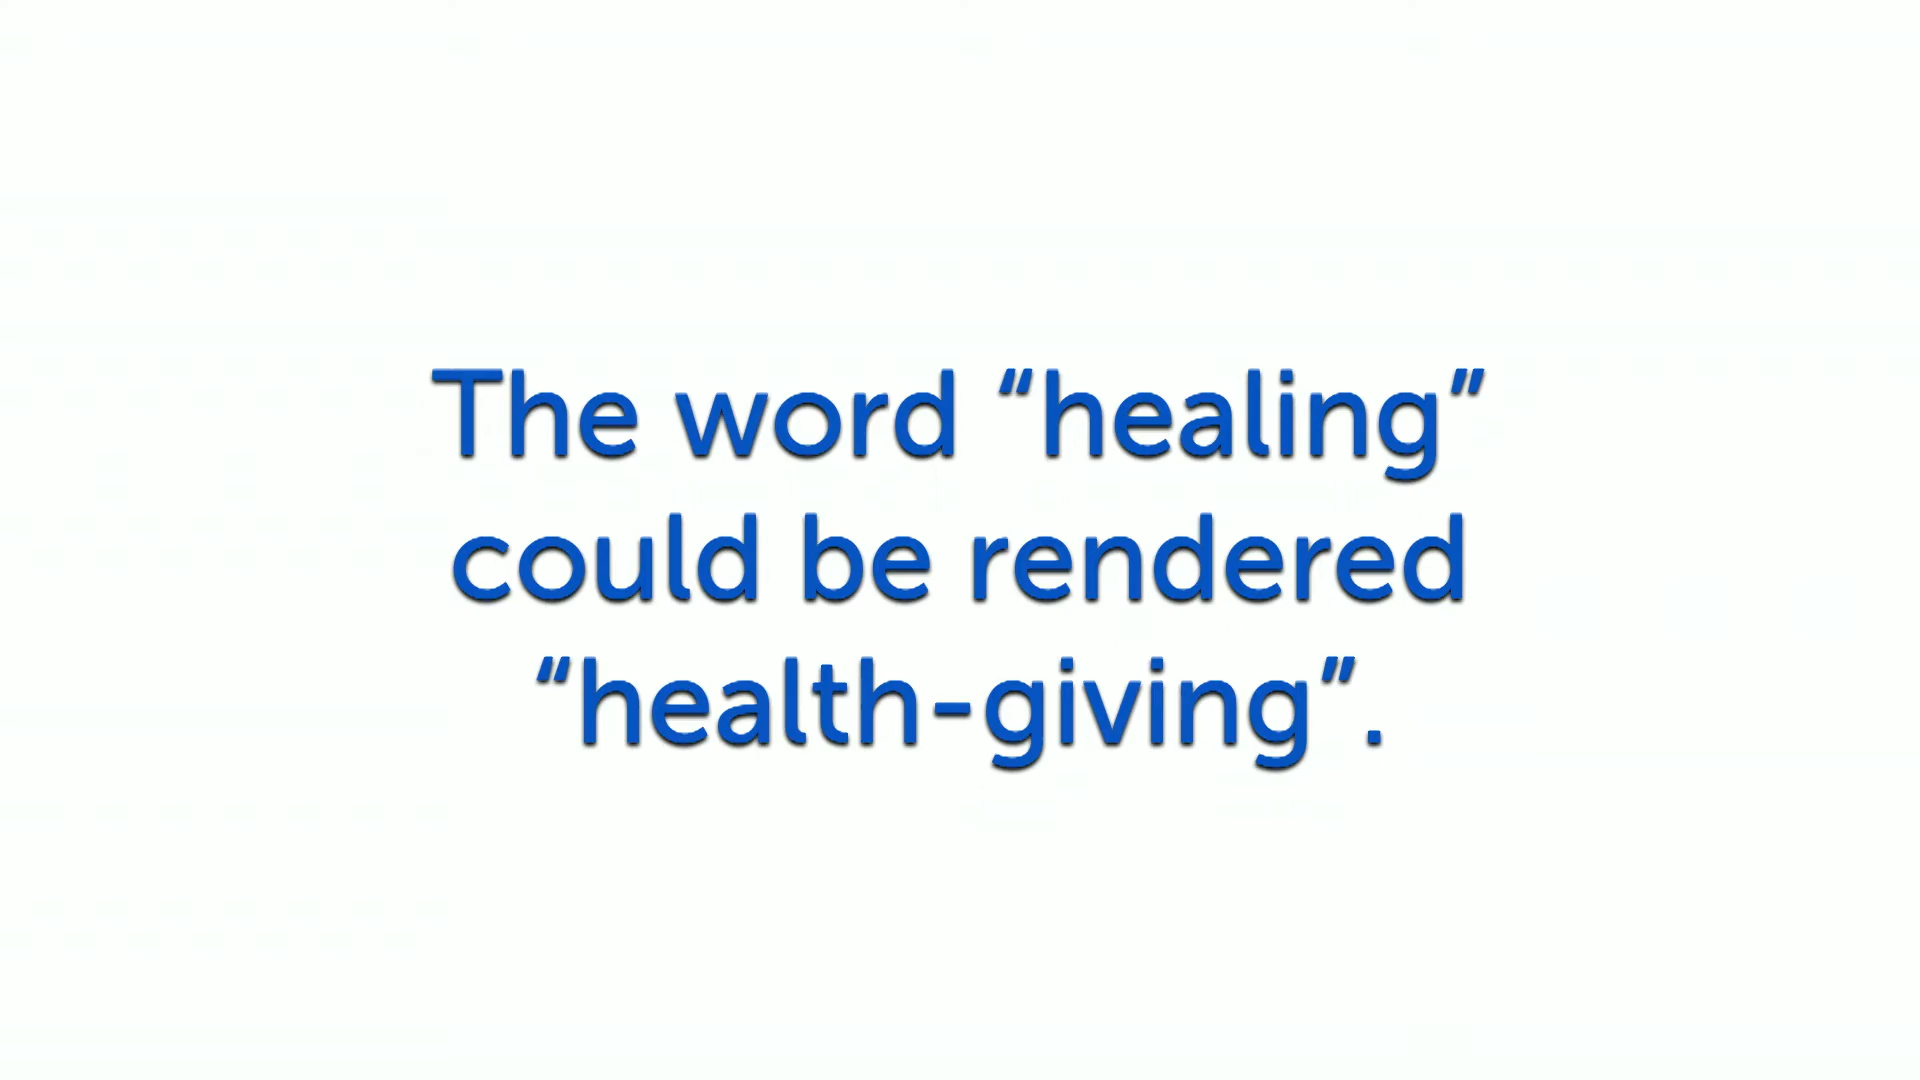 The word “healing”
could be rendered
“health-giving”.